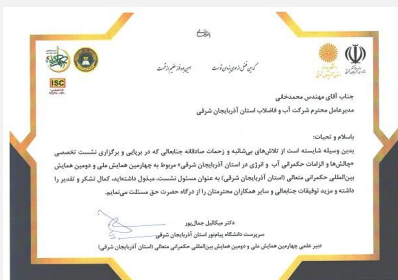 ISC
جناب آقای مهندس محمدخانی
مدیرعامل محترم شرکت آب و فاضلاب استان آذربایجان شرقی
باسلام و تحیات؛
بدین وسیله شایسته است از تلاش‌های بی‌شائبه و زحمات صادقانه جنابعالی که در برپایی و برگزاری نشست تخصصی
«چالش‌ها و الزامات حکمرانی آب و انرژی در استان آذربایجان شرقی» مربوط به چهارمین همایش ملی و دومین همایش
بین‌المللی حکمرانی متعالی (استان آذربایجان شرقی) به عنوان مسئول نشست، مبذول داشته‌اید، کمال تشکر و تقدیر را
داشته و مزید توفیقات جنابعالی و سایر همکاران محترمتان را از درگاه حضرت حق مسئلت می‌نمایم.
دکتر میکائیل جمال‌پور
سرپرست دانشگاه پیام‌نور استان آذربایجان شرقی
دبیر علمی چهارمین همایش ملی و دومین همایش بین‌المللی حکمرانی متعالی (استان آذربایجان شرقی)